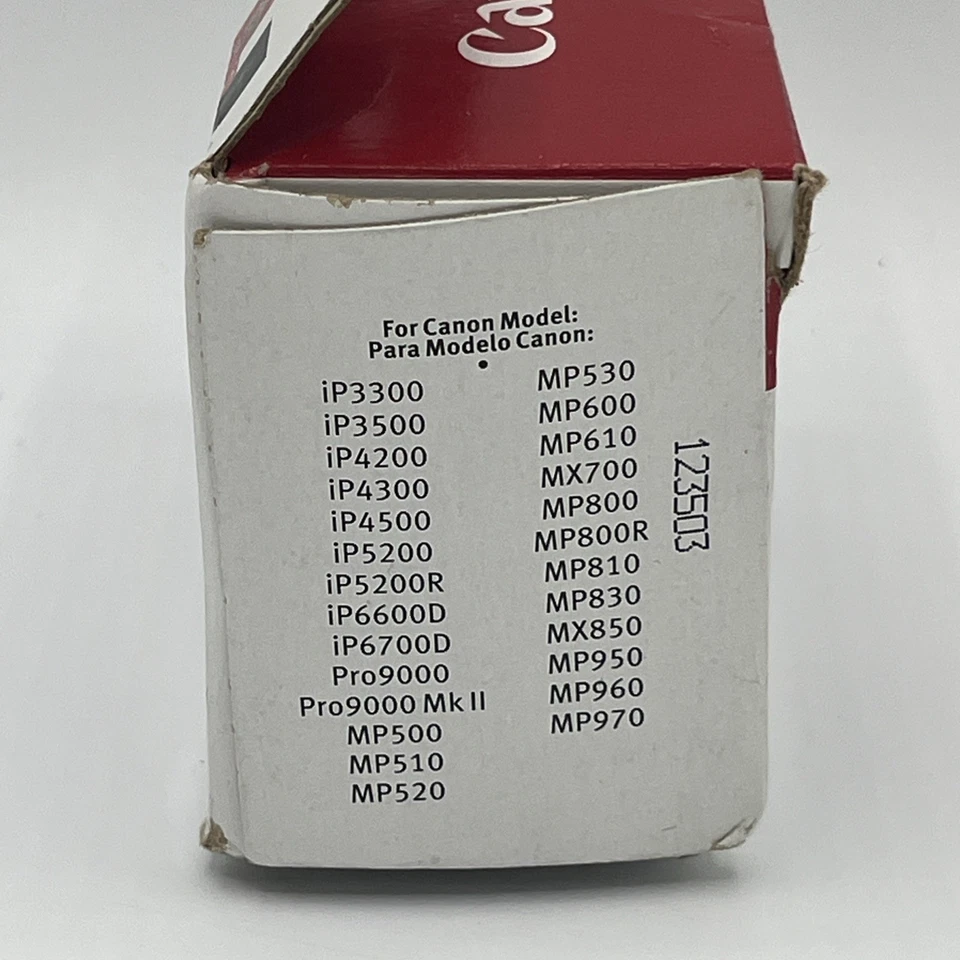 Ca
For Canon Model:
Para Modelo Canon:
iP3300
iP3500
iP4200
iP4300
iP4500
iP5200
iP5200R
iP6600D
iP6700D
Pro9000
Pro9000 Mk II
MP500
MP510
MP520
MP530
MP600
MP610
MX700
MP800
MP800R
MP810
MP830
MX850
MP950
MP960
MP970
123503